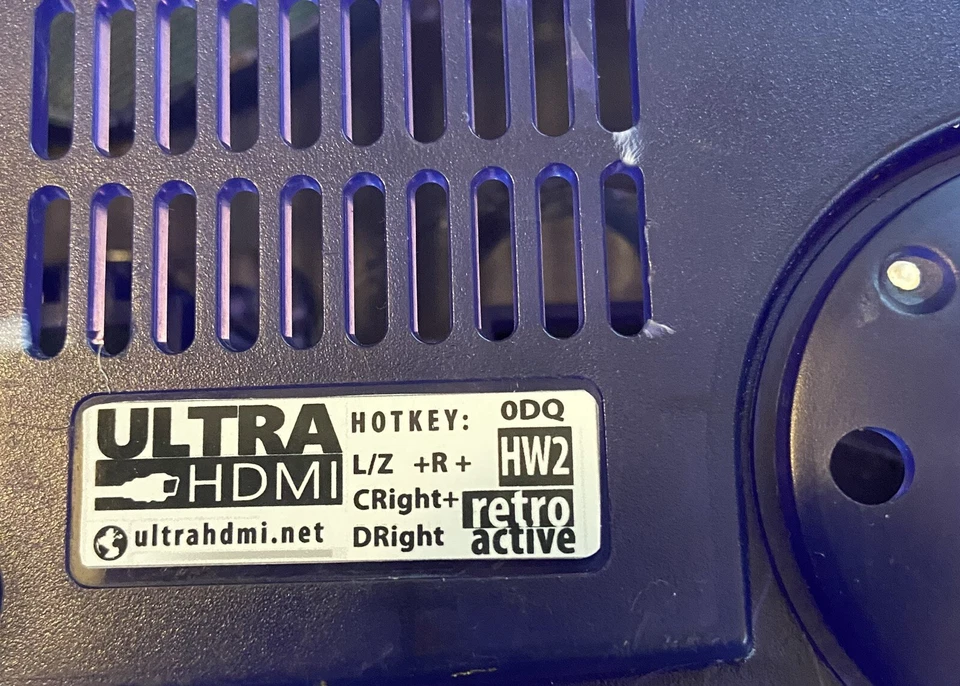 ULTRA
HDMI
ultrahdmi.net
HOTKEY:
L/Z +R +
CRight+
DRight
0DQ
HW2
retro
active